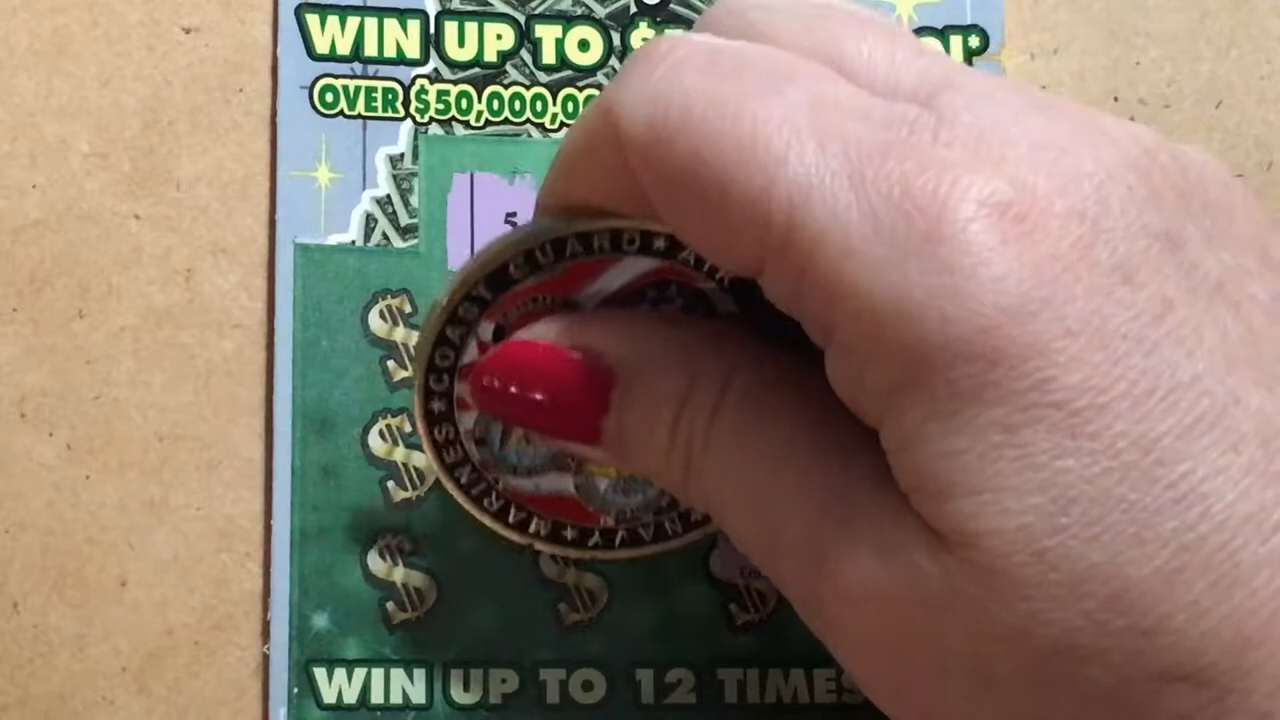 WIN UP TO $
OVER $50,000,00
5
COAST GUARD ★ AIR
MARINES ★
NAVY ★
WIN UP TO 12 TIMES